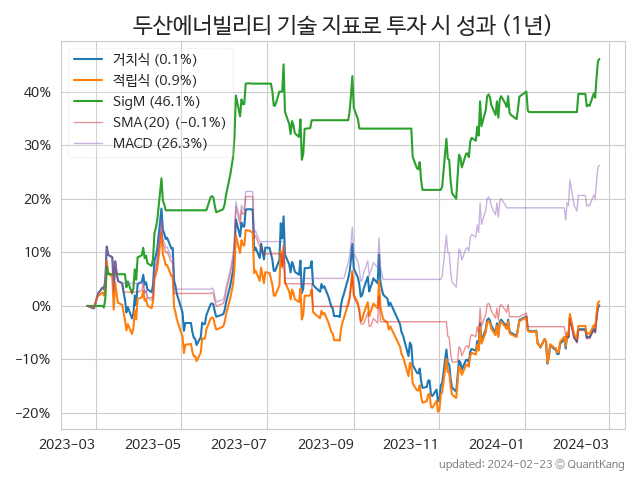 두산에너빌리티 기술 지표로 투자 시 성과 (1년)
거치식 (0.1%)
적립식 (0.9%)
SigM (46.1%)
SMA(20) (−0.1%)
MACD (26.3%)
40%
30%
20%
10%
0%
−10%
−20%
2023-03 2023-05 2023-07 2023-09 2023-11 2024-01 2024-03
updated: 2024-02-23 ⓒ QuantKang